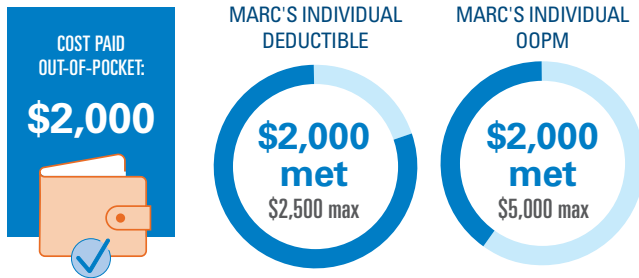 COST PAID
OUT-OF-POCKET:
$2,000
MARC'S INDIVIDUAL
DEDUCTIBLE
$2,000
met
$2,500 max
MARC'S INDIVIDUAL
OOPM
$2,000
met
$5,000 max